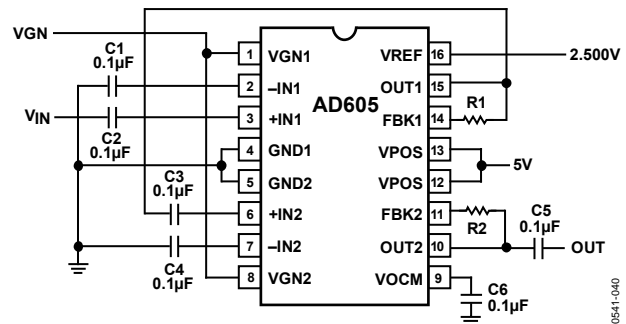 VGN
C1
0.1µF
VIN
C2
0.1µF
C3
0.1µF
C4
0.1µF
AD605
1 VGN1
2 –IN1
3 +IN1
4 GND1
5 GND2
6 +IN2
7 –IN2
8 VGN2
VREF 16
OUT1 15
FBK1 14
VPOS 13
VPOS 12
FBK2 11
OUT2 10
VOCM 9
2.500V
R1
5V
R2
C5
0.1µF
OUT
C6
0.1µF
0541-040